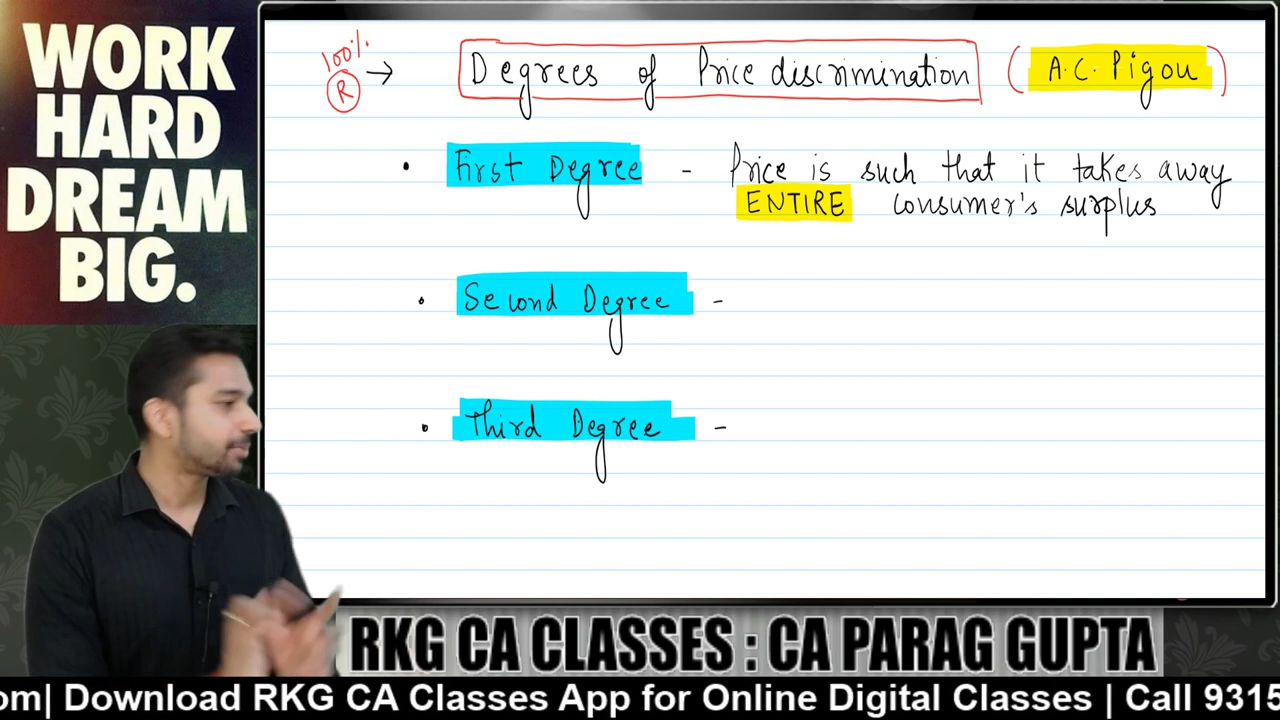 WORK
HARD
DREAM
BIG.
100%
R → Degrees of Price discrimination (A.C. Pigou)
• First Degree - Price is such that it takes away
ENTIRE consumer's surplus
• Second Degree -
• Third Degree -
RKG CA CLASSES : CA PARAG GUPTA
om| Download RKG CA Classes App for Online Digital Classes | Call 9315